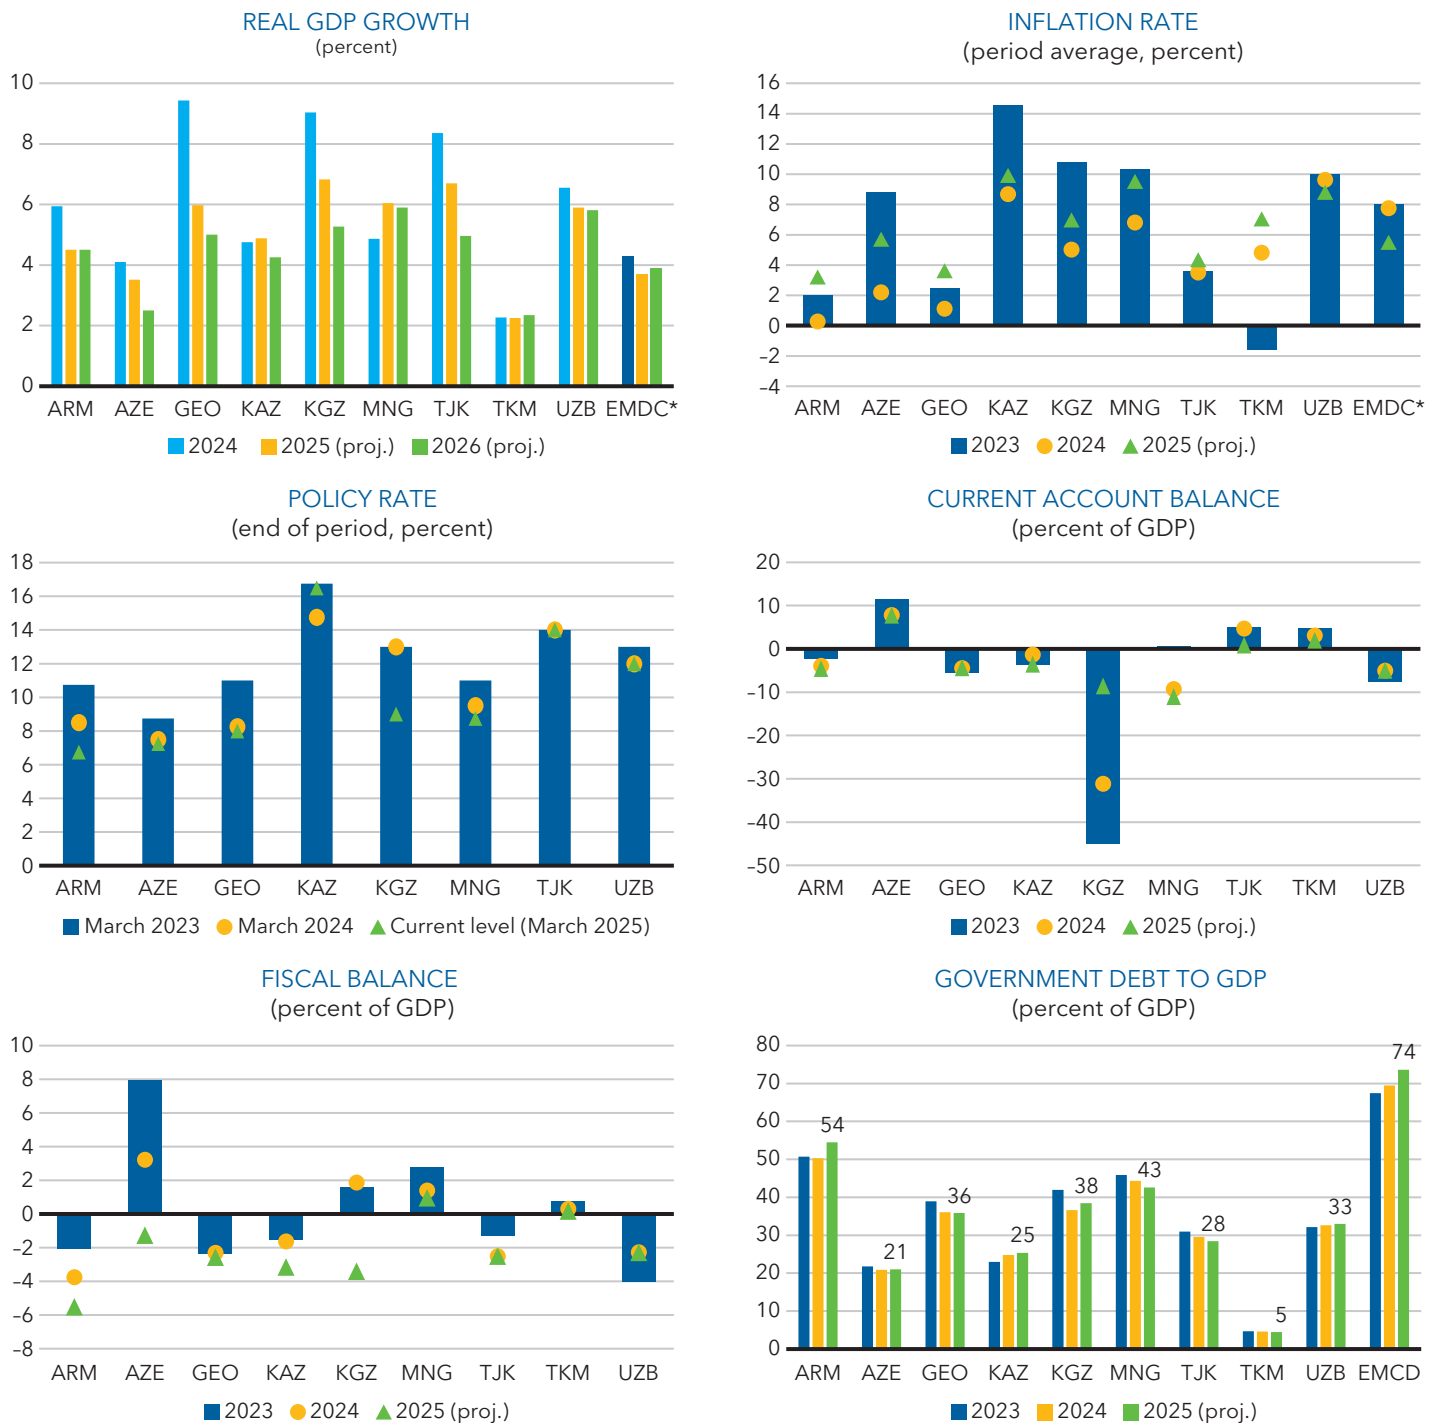 REAL GDP GROWTH
(percent)
10
8
6
4
2
0
ARM AZE GEO KAZ KGZ MNG TJK TKM UZB EMDC*
2024 2025 (proj.) 2026 (proj.)
INFLATION RATE
(period average, percent)
16
14
12
10
8
6
4
2
0
–2
–4
ARM AZE GEO KAZ KGZ MNG TJK TKM UZB EMDC*
2023 2024 2025 (proj.)
POLICY RATE
(end of period, percent)
18
16
14
12
10
8
6
4
2
0
ARM AZE GEO KAZ KGZ MNG TJK UZB
March 2023 March 2024 Current level (March 2025)
CURRENT ACCOUNT BALANCE
(percent of GDP)
20
10
0
–10
–20
–30
–40
–50
ARM AZE GEO KAZ KGZ MNG TJK TKM UZB
2023 2024 2025 (proj.)
FISCAL BALANCE
(percent of GDP)
10
8
6
4
2
0
–2
–4
–6
–8
ARM AZE GEO KAZ KGZ MNG TJK TKM UZB
2023 2024 2025 (proj.)
GOVERNMENT DEBT TO GDP
(percent of GDP)
80
70
60
50
40
30
20
10
0
54 21 36 25 38 43 28 5 33 74
ARM AZE GEO KAZ KGZ MNG TJK TKM UZB EMCD
2023 2024 2025 (proj.)